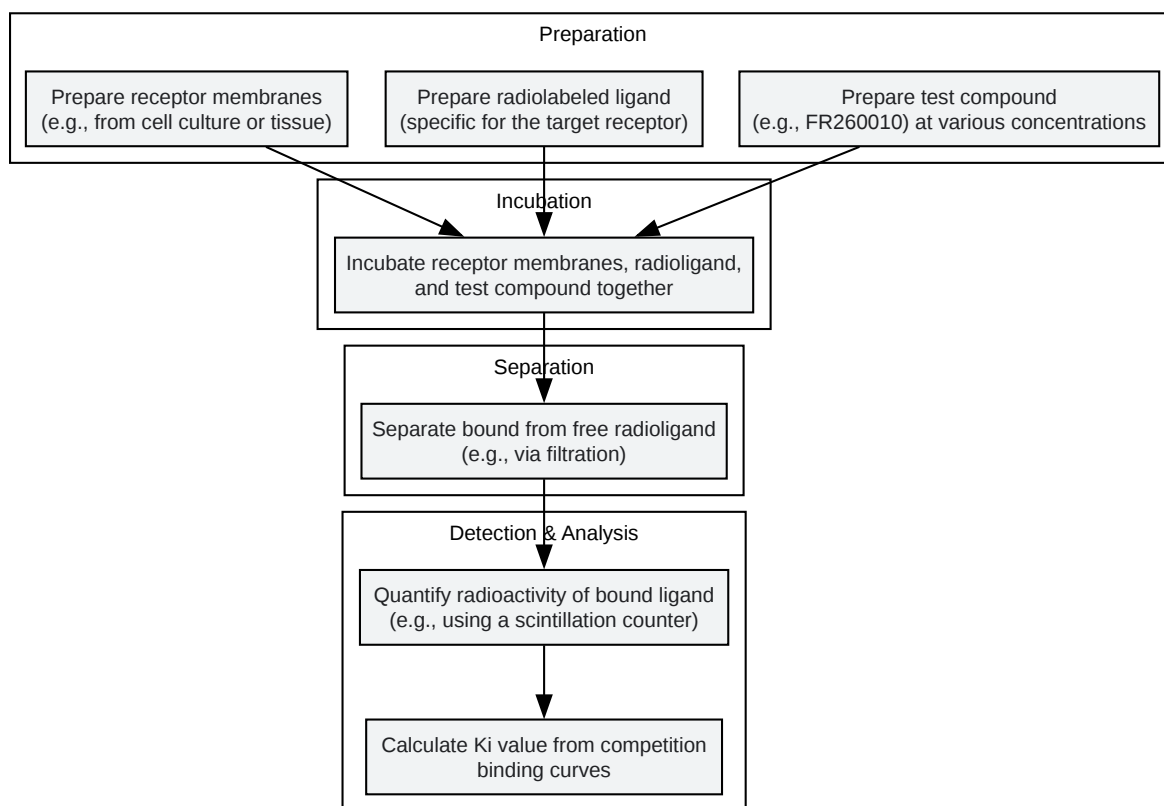 Preparation
Prepare receptor membranes
(e.g., from cell culture or tissue)
Prepare radiolabeled ligand
(specific for the target receptor)
Prepare test compound
(e.g., FR260010) at various concentrations
Incubation
Incubate receptor membranes, radioligand,
and test compound together
Separation
Separate bound from free radioligand
(e.g., via filtration)
Detection & Analysis
Quantify radioactivity of bound ligand
(e.g., using a scintillation counter)
Calculate Ki value from competition
binding curves